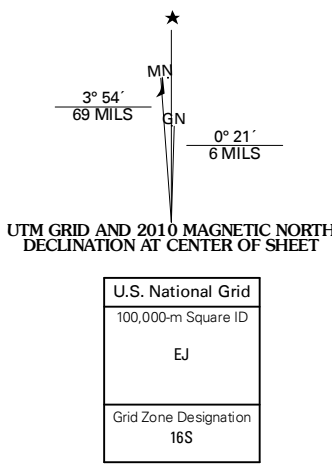 ★
MN
3° 54´
69 MILS
GN
0° 21´
6 MILS
UTM GRID AND 2010 MAGNETIC NORTH
DECLINATION AT CENTER OF SHEET
U.S. National Grid
100,000-m Square ID
EJ
Grid Zone Designation
16S